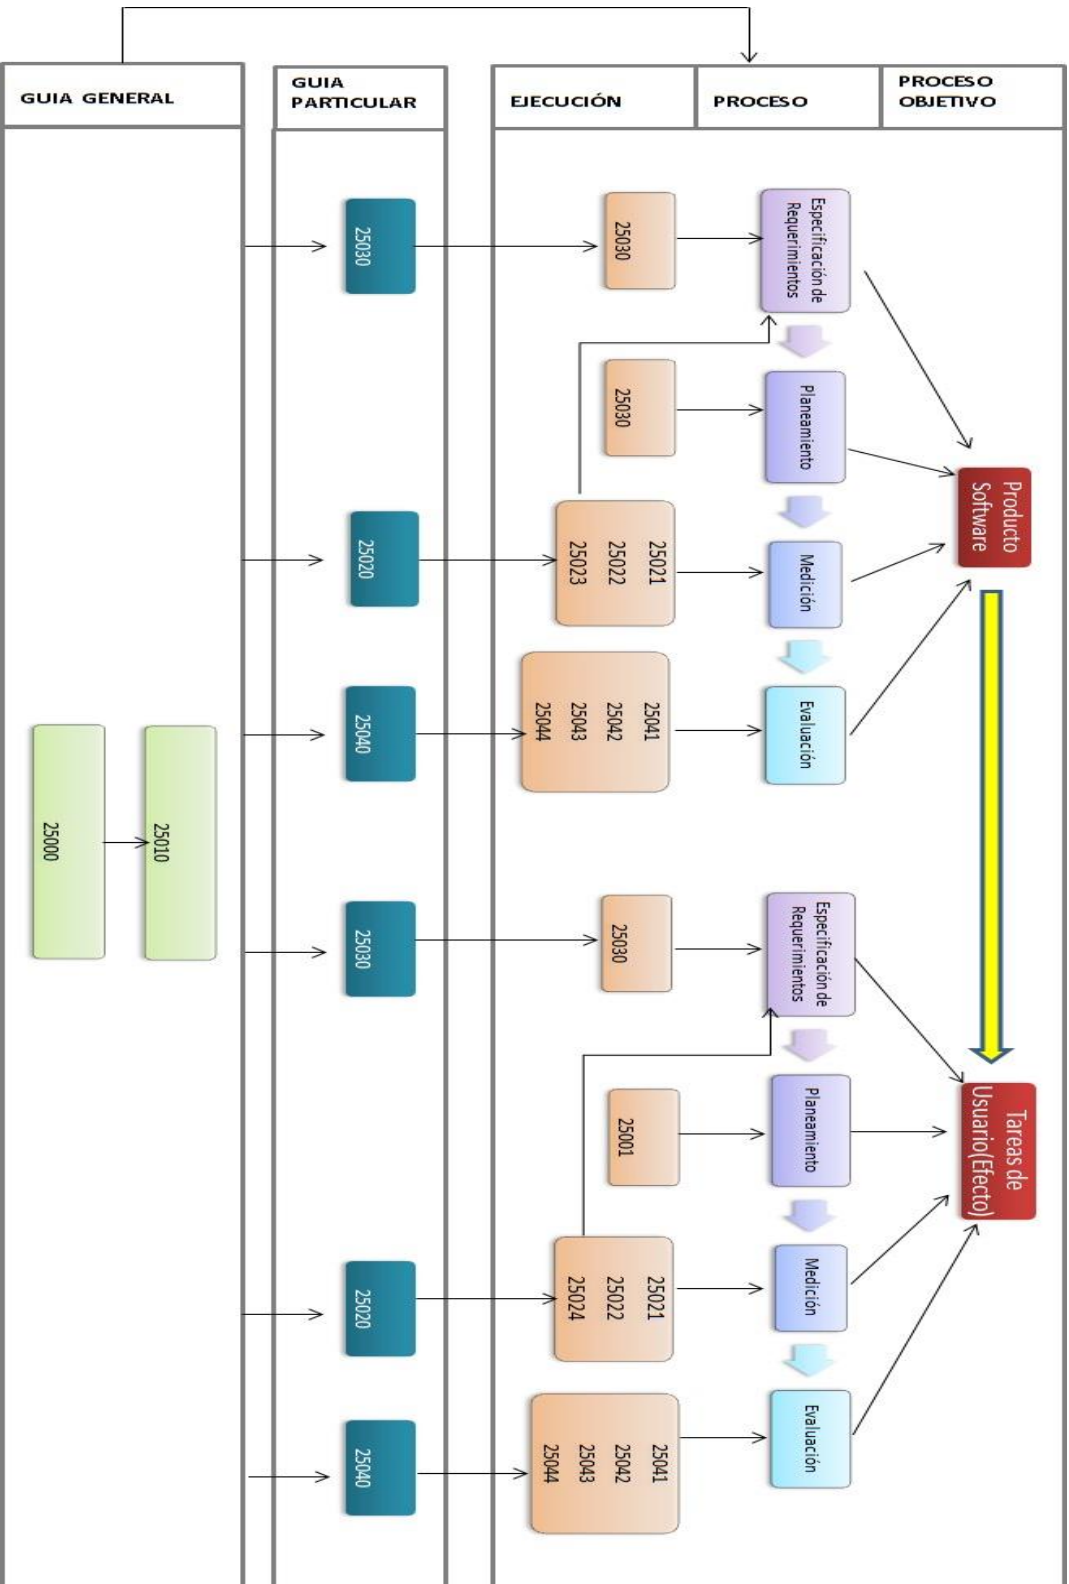 GUIA GENERAL
GUIA
PARTICULAR
EJECUCIÓN
PROCESO
PROCESO
OBJETIVO
25000
25010
25030
25020
25040
25030
25020
25040
25030
25030
25021
25022
25023
25041
25042
25043
25044
25030
25001
25021
25022
25024
25041
25042
25043
25044
Especificación de
Requerimientos
Planeamiento
Medición
Evaluación
Especificación de
Requerimientos
Planeamiento
Medición
Evaluación
Producto
Software
Tareas de
Usuario(Efecto)